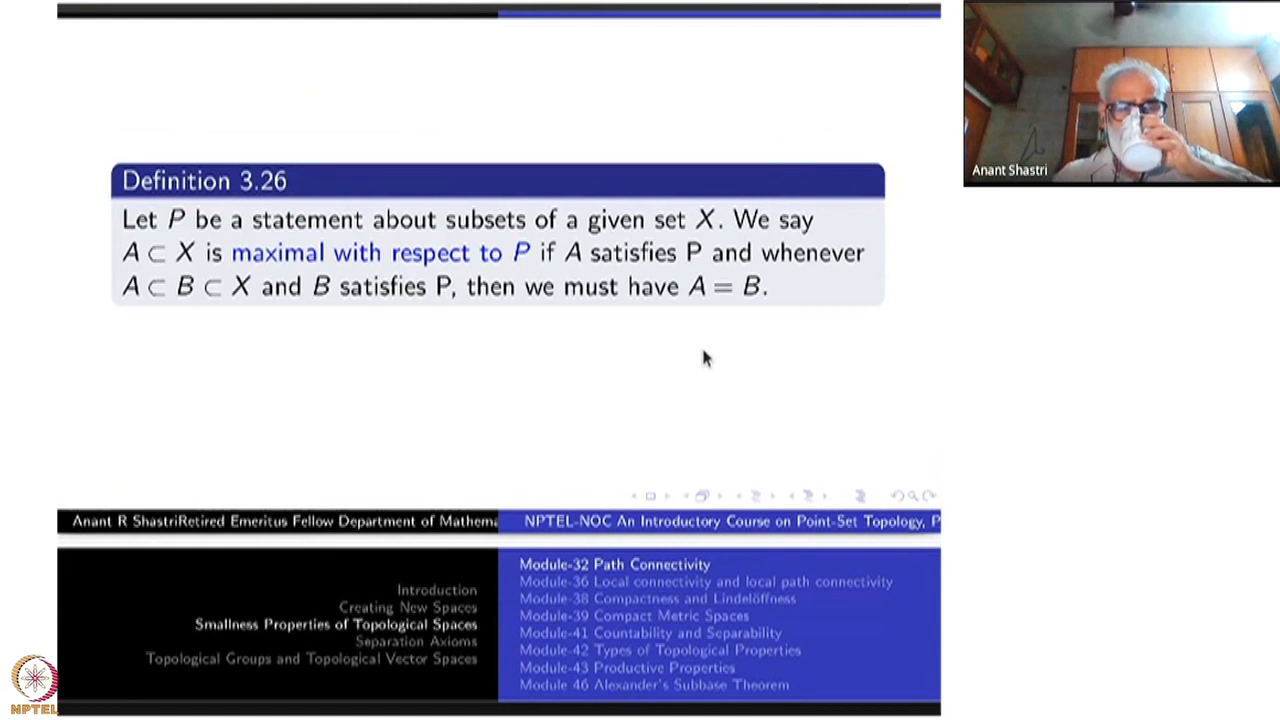 Anant Shastri
Definition 3.26
Let P be a statement about subsets of a given set X. We say
A ⊂ X is maximal with respect to P if A satisfies P and whenever
A ⊂ B ⊂ X and B satisfies P, then we must have A = B.
Anant R ShastriRetired Emeritus Fellow Department of Mathema
NPTEL-NOC An Introductory Course on Point-Set Topology, P
Introduction
Creating New Spaces
Smallness Properties of Topological Spaces
Separation Axioms
Topological Groups and Topological Vector Spaces
Module-32 Path Connectivity
Module-36 Local connectivity and local path connectivity
Module-38 Compactness and Lindelöffness
Module-39 Compact Metric Spaces
Module-41 Countability and Separability
Module-42 Types of Topological Properties
Module-43 Productive Properties
Module 46 Alexander's Subbase Theorem
NPTEL